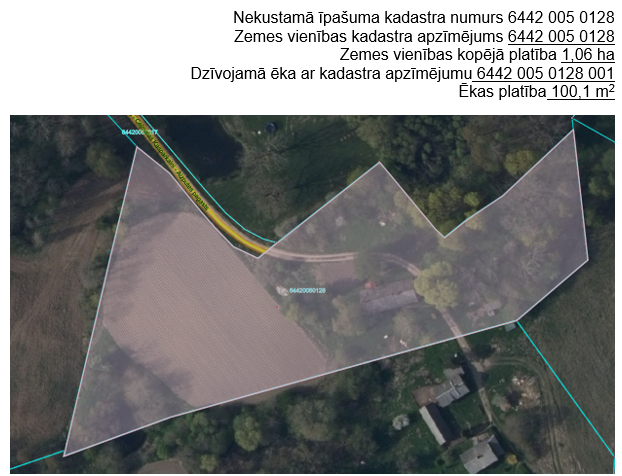 Nekustamā īpašuma kadastra numurs 6442 005 0128
Zemes vienības kadastra apzīmējums 6442 005 0128
Zemes vienības kopējā platība 1,06 ha
Dzīvojamā ēka ar kadastra apzīmējumu 6442 005 0128 001
Ēkas platība 100,1 m²
64420050128